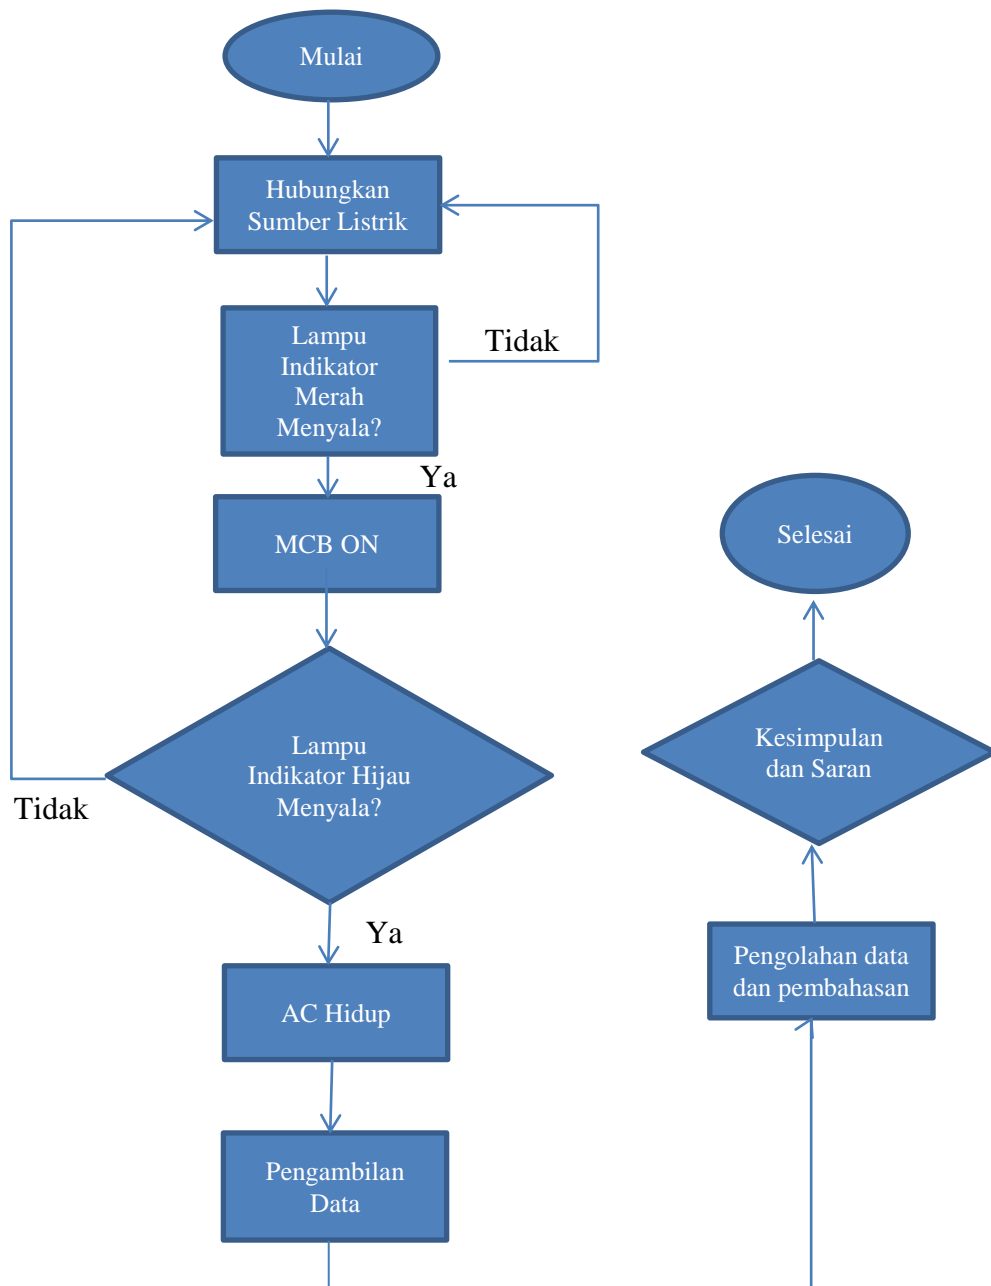 Mulai
Hubungkan
Sumber Listrik
Lampu
Indikator
Merah
Menyala?
Tidak
Ya
MCB ON
Lampu
Indikator Hijau
Menyala?
Tidak
Ya
AC Hidup
Pengambilan
Data
Pengolahan data
dan pembahasan
Kesimpulan
dan Saran
Selesai